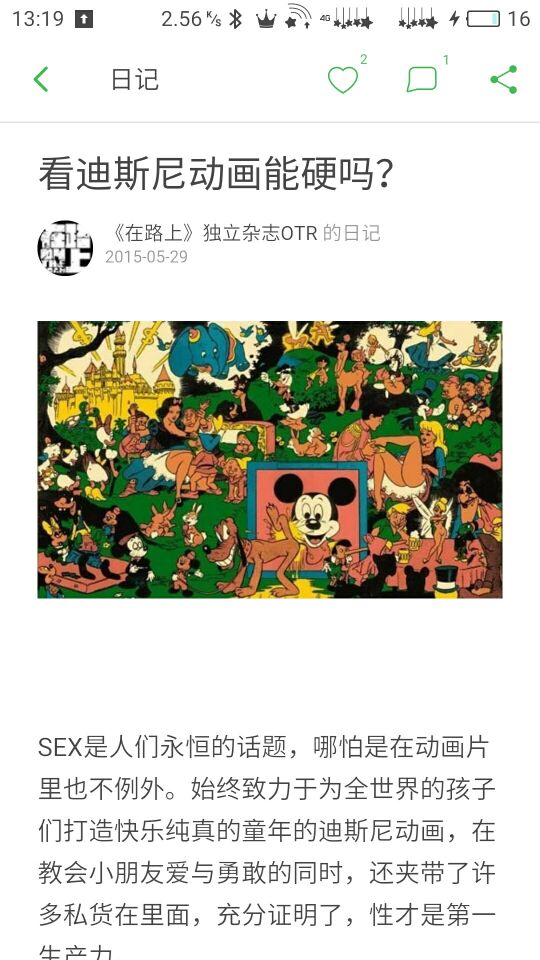 13:19 2.56 K/S 4G 16
日记 2 1
看迪斯尼动画能硬吗？
《在路上》独立杂志OTR 的日记
2015-05-29
SEX是人们永恒的话题，哪怕是在动画片
里也不例外。始终致力于为全世界的孩子
们打造快乐纯真的童年的迪斯尼动画，在
教会小朋友爱与勇敢的同时，还夹带了许
多私货在里面，充分证明了，性才是第一
生产力。